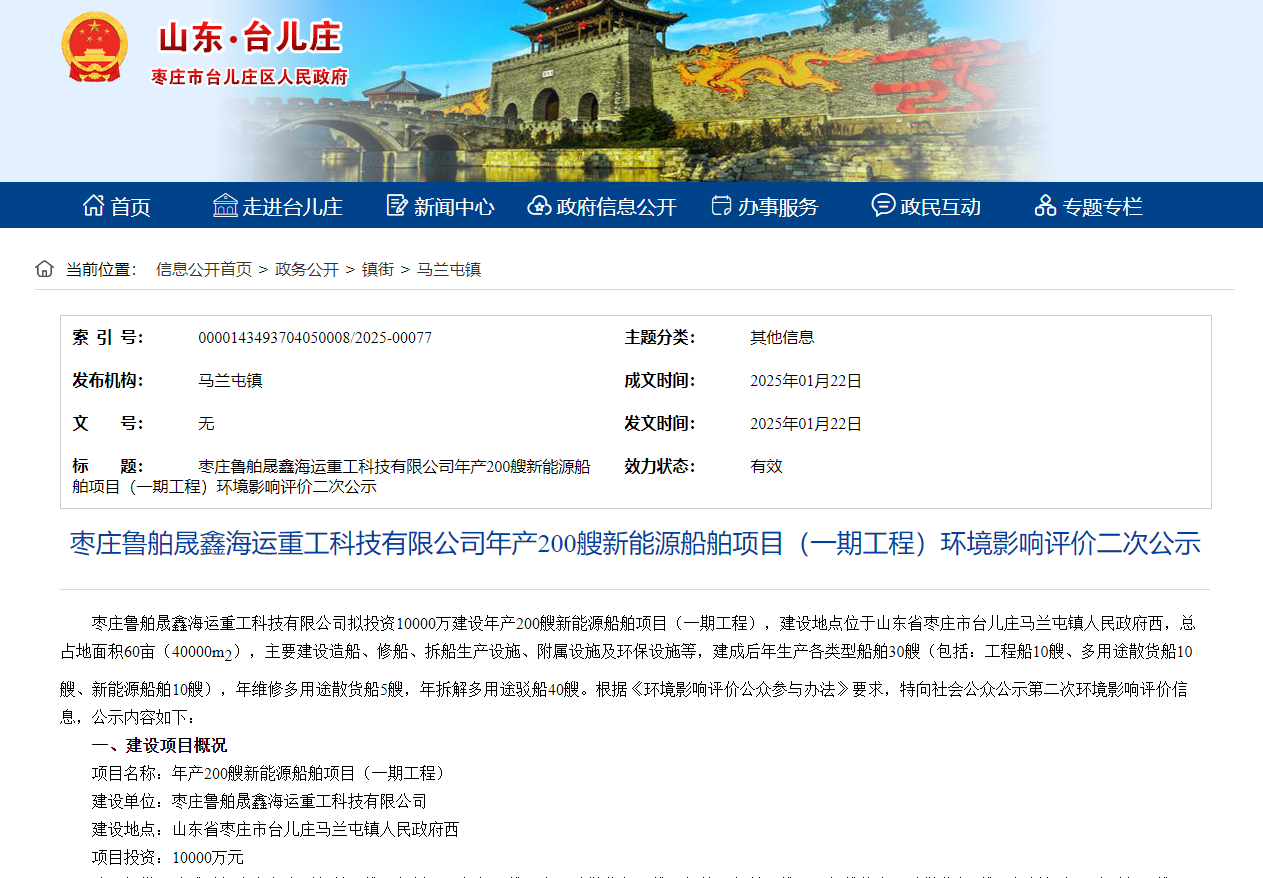 山东·台儿庄
枣庄市台儿庄区人民政府
首页 走进台儿庄 新闻中心 政府信息公开 办事服务 政民互动 专题专栏
当前位置： 信息公开首页 > 政务公开 > 镇街 > 马兰屯镇
索 引 号： 0000143493704050008/2025-00077 主题分类： 其他信息
发布机构： 马兰屯镇 成文时间： 2025年01月22日
文 号： 无 发文时间： 2025年01月22日
标 题： 枣庄鲁舶晟鑫海运重工科技有限公司年产200艘新能源船 效力状态： 有效
舶项目（一期工程）环境影响评价二次公示
枣庄鲁舶晟鑫海运重工科技有限公司年产200艘新能源船舶项目（一期工程）环境影响评价二次公示
枣庄鲁舶晟鑫海运重工科技有限公司拟投资10000万建设年产200艘新能源船舶项目（一期工程），建设地点位于山东省枣庄市台儿庄马兰屯镇人民政府西，总
占地面积60亩（40000m2），主要建设造船、修船、拆船生产设施、附属设施及环保设施等，建成后年生产各类型船舶30艘（包括：工程船10艘、多用途散货船10
艘、新能源船舶10艘），年维修多用途散货船5艘，年拆解多用途驳船40艘。根据《环境影响评价公众参与办法》要求，特向社会公众公示第二次环境影响评价信
息，公示内容如下：
一、建设项目概况
项目名称：年产200艘新能源船舶项目（一期工程）
建设单位：枣庄鲁舶晟鑫海运重工科技有限公司
建设地点：山东省枣庄市台儿庄马兰屯镇人民政府西
项目投资：10000万元